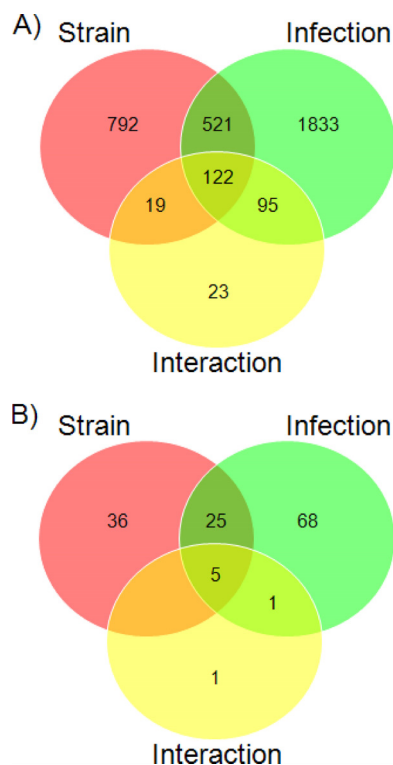 A)
Strain Infection
792 521 1833
122
19 95
23
Interaction
B)
Strain Infection
36 25 68
5
1
1
Interaction